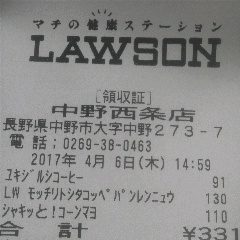 マチの健康ステーション
LAWSON
[領収証]
中野西条店
長野県中野市大字中野273-7
電話:0269-38-0463
2017年 4月 6日(木) 14:59
ユキジルシコーヒー 91
LW モッチリトシタコッペパンレンニュウ 130
シャキッと!コーンマヨ 110
合計 ¥331